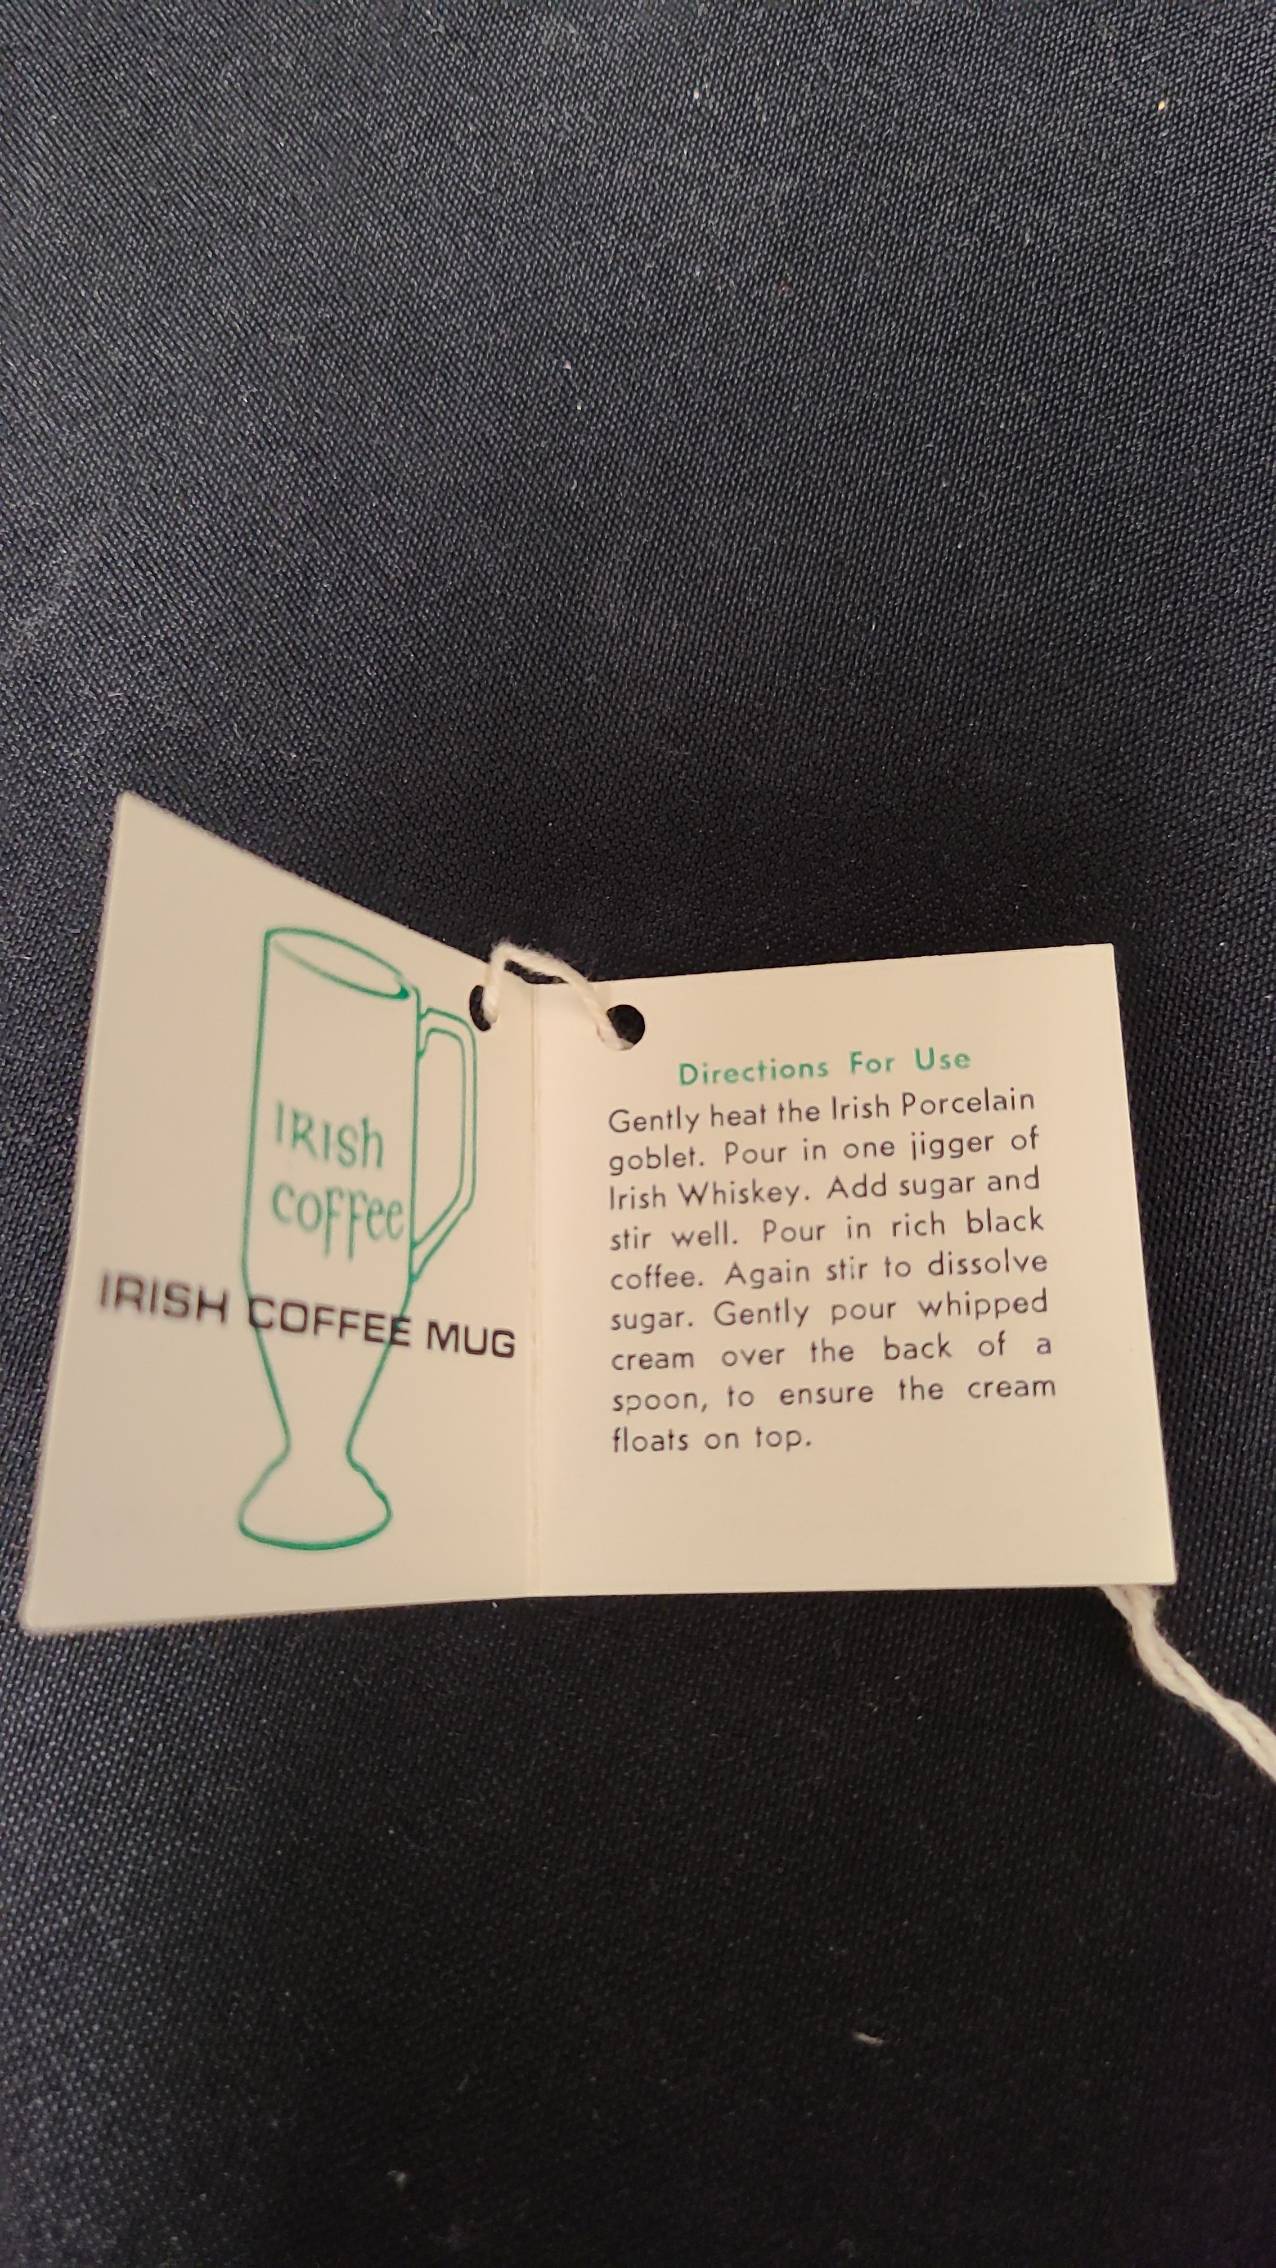 IRISh
COFFee
IRISH COFFEE MUG
Directions For Use
Gently heat the Irish Porcelain
goblet. Pour in one jigger of
Irish Whiskey. Add sugar and
stir well. Pour in rich black
coffee. Again stir to dissolve
sugar. Gently pour whipped
cream over the back of a
spoon, to ensure the cream
floats on top.